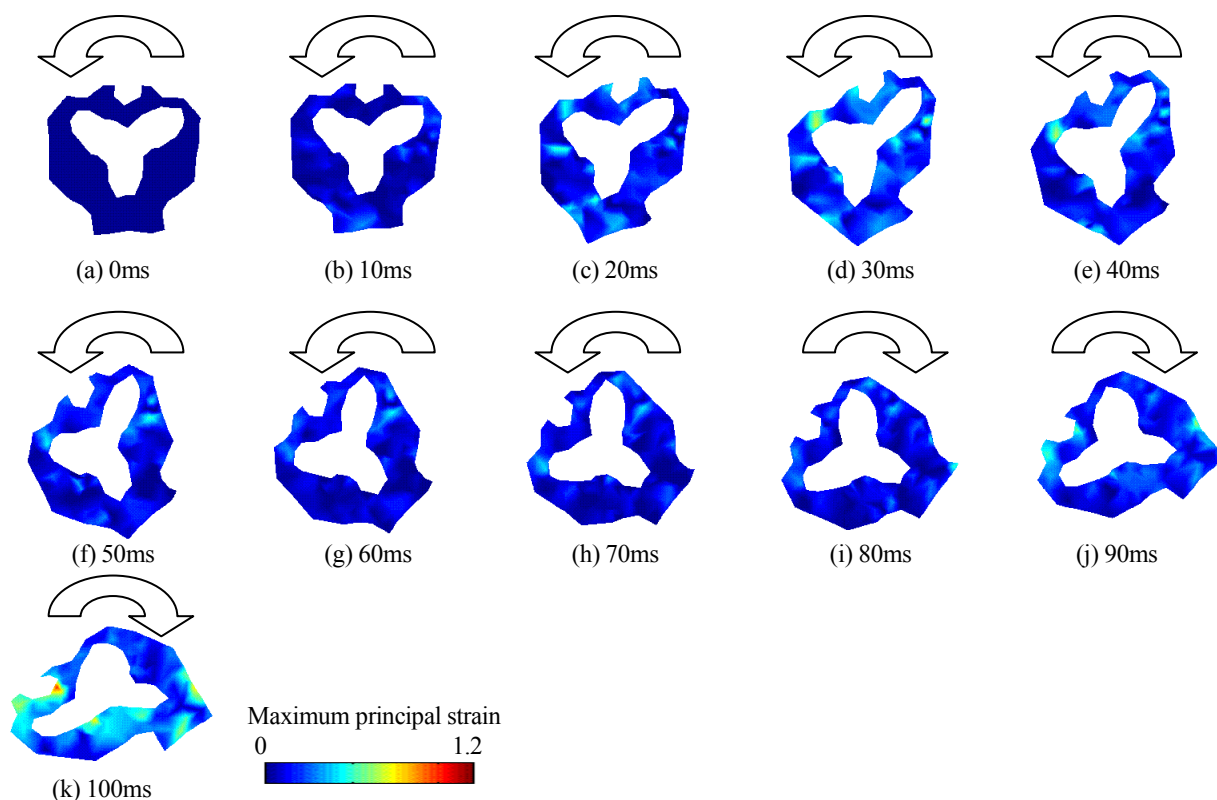 (a) 0ms
(b) 10ms
(c) 20ms
(d) 30ms
(e) 40ms
(f) 50ms
(g) 60ms
(h) 70ms
(i) 80ms
(j) 90ms
(k) 100ms
Maximum principal strain
0 1.2